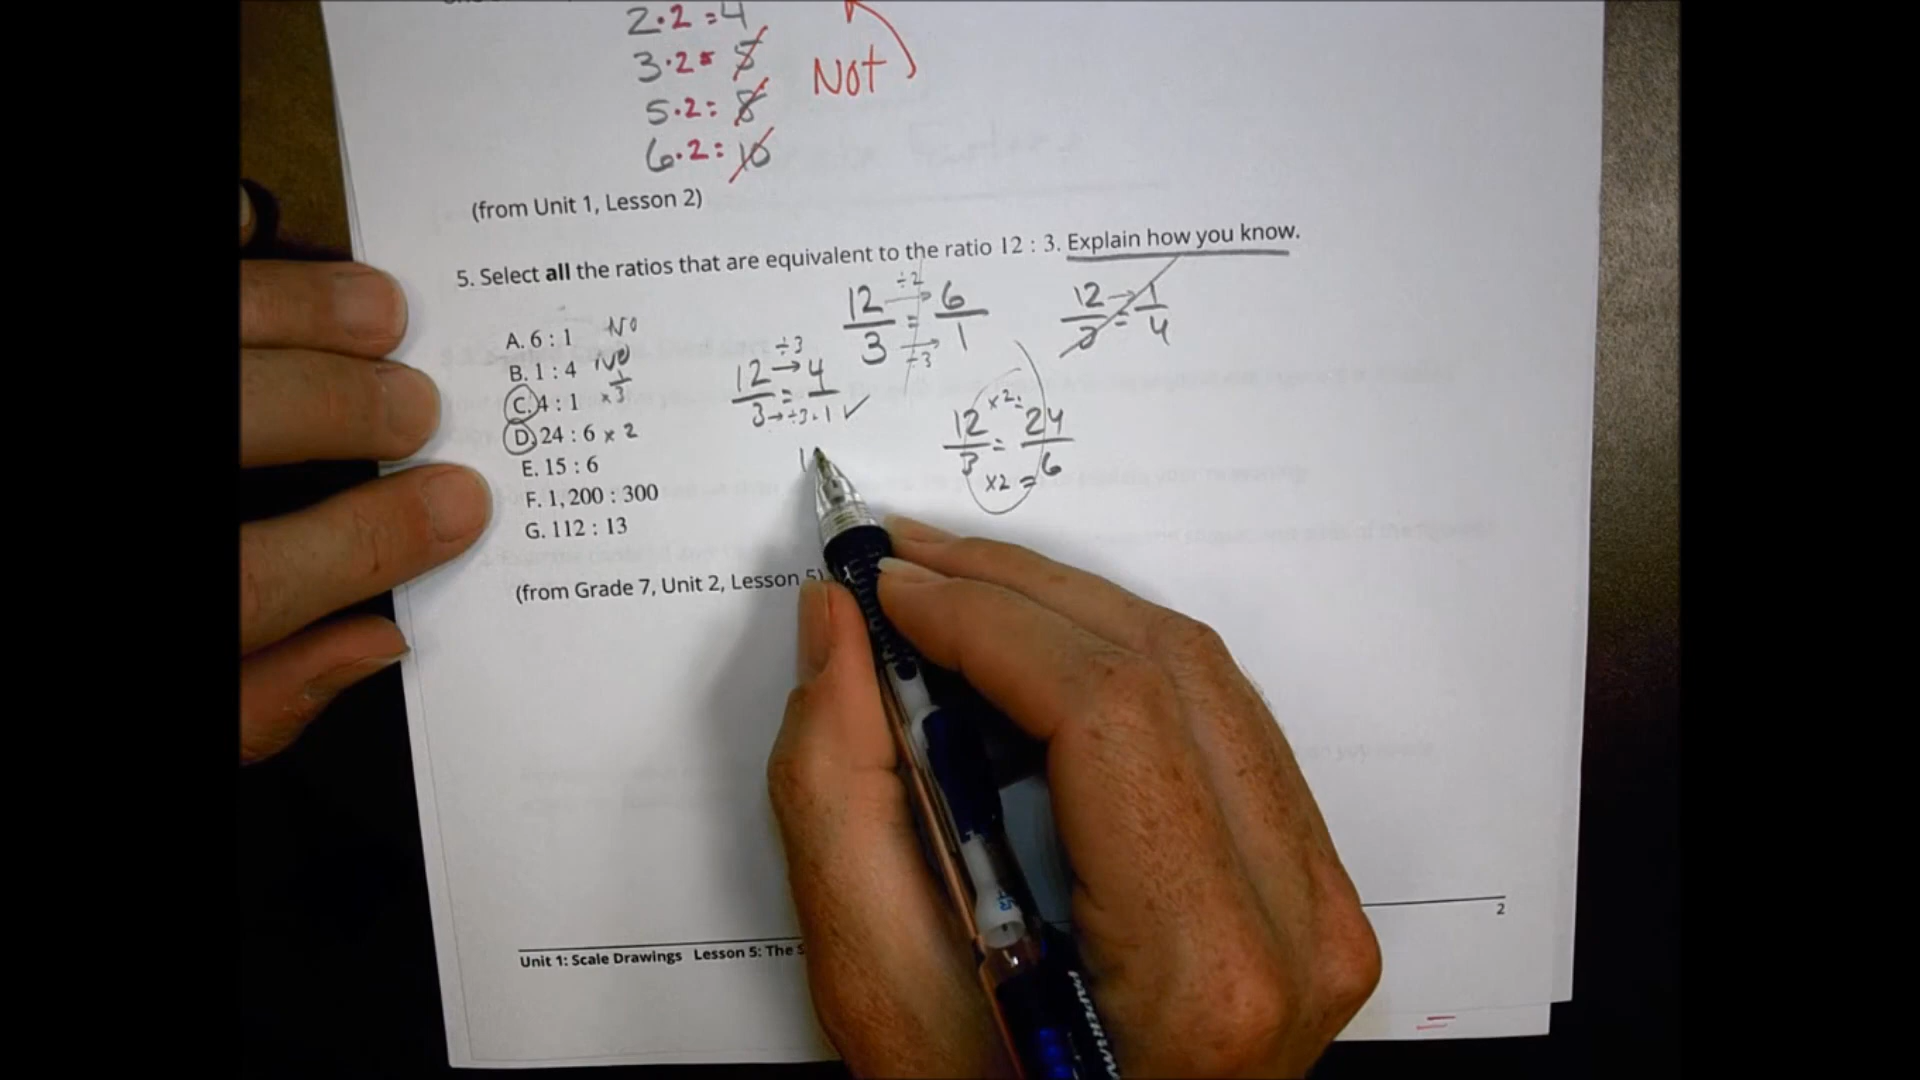 2·2=4
3·2=5
Not
5·2=8
6·2=10
(from Unit 1, Lesson 2)
5. Select all the ratios that are equivalent to the ratio 12 : 3. Explain how you know.
A. 6 : 1 No
B. 1 : 4 No
C. 4 : 1 x 1/3
D. 24 : 6 x 2
E. 15 : 6
F. 1,200 : 300
G. 112 : 13
÷2
12 → 6
3 = 1
÷3
12 → 1
3 = 4
÷3
12 → 4
3 = 1
÷3
x2=
12 = 24
3 6
x2 =
(from Grade 7, Unit 2, Lesson 5)
Unit 1: Scale Drawings Lesson 5: The
2